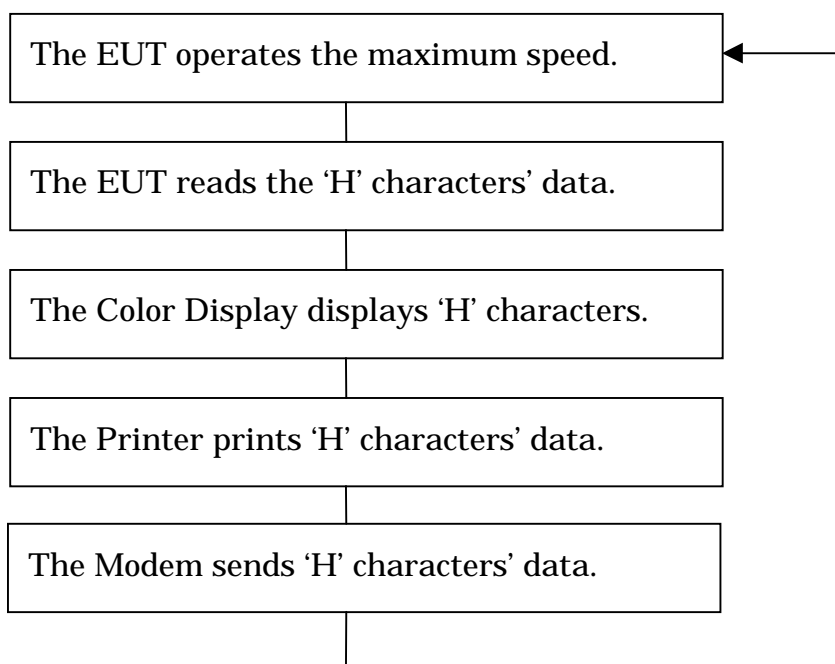 The EUT operates the maximum speed.
The EUT reads the ‘H’ characters’ data.
The Color Display displays ‘H’ characters.
The Printer prints ‘H’ characters’ data.
The Modem sends ‘H’ characters’ data.